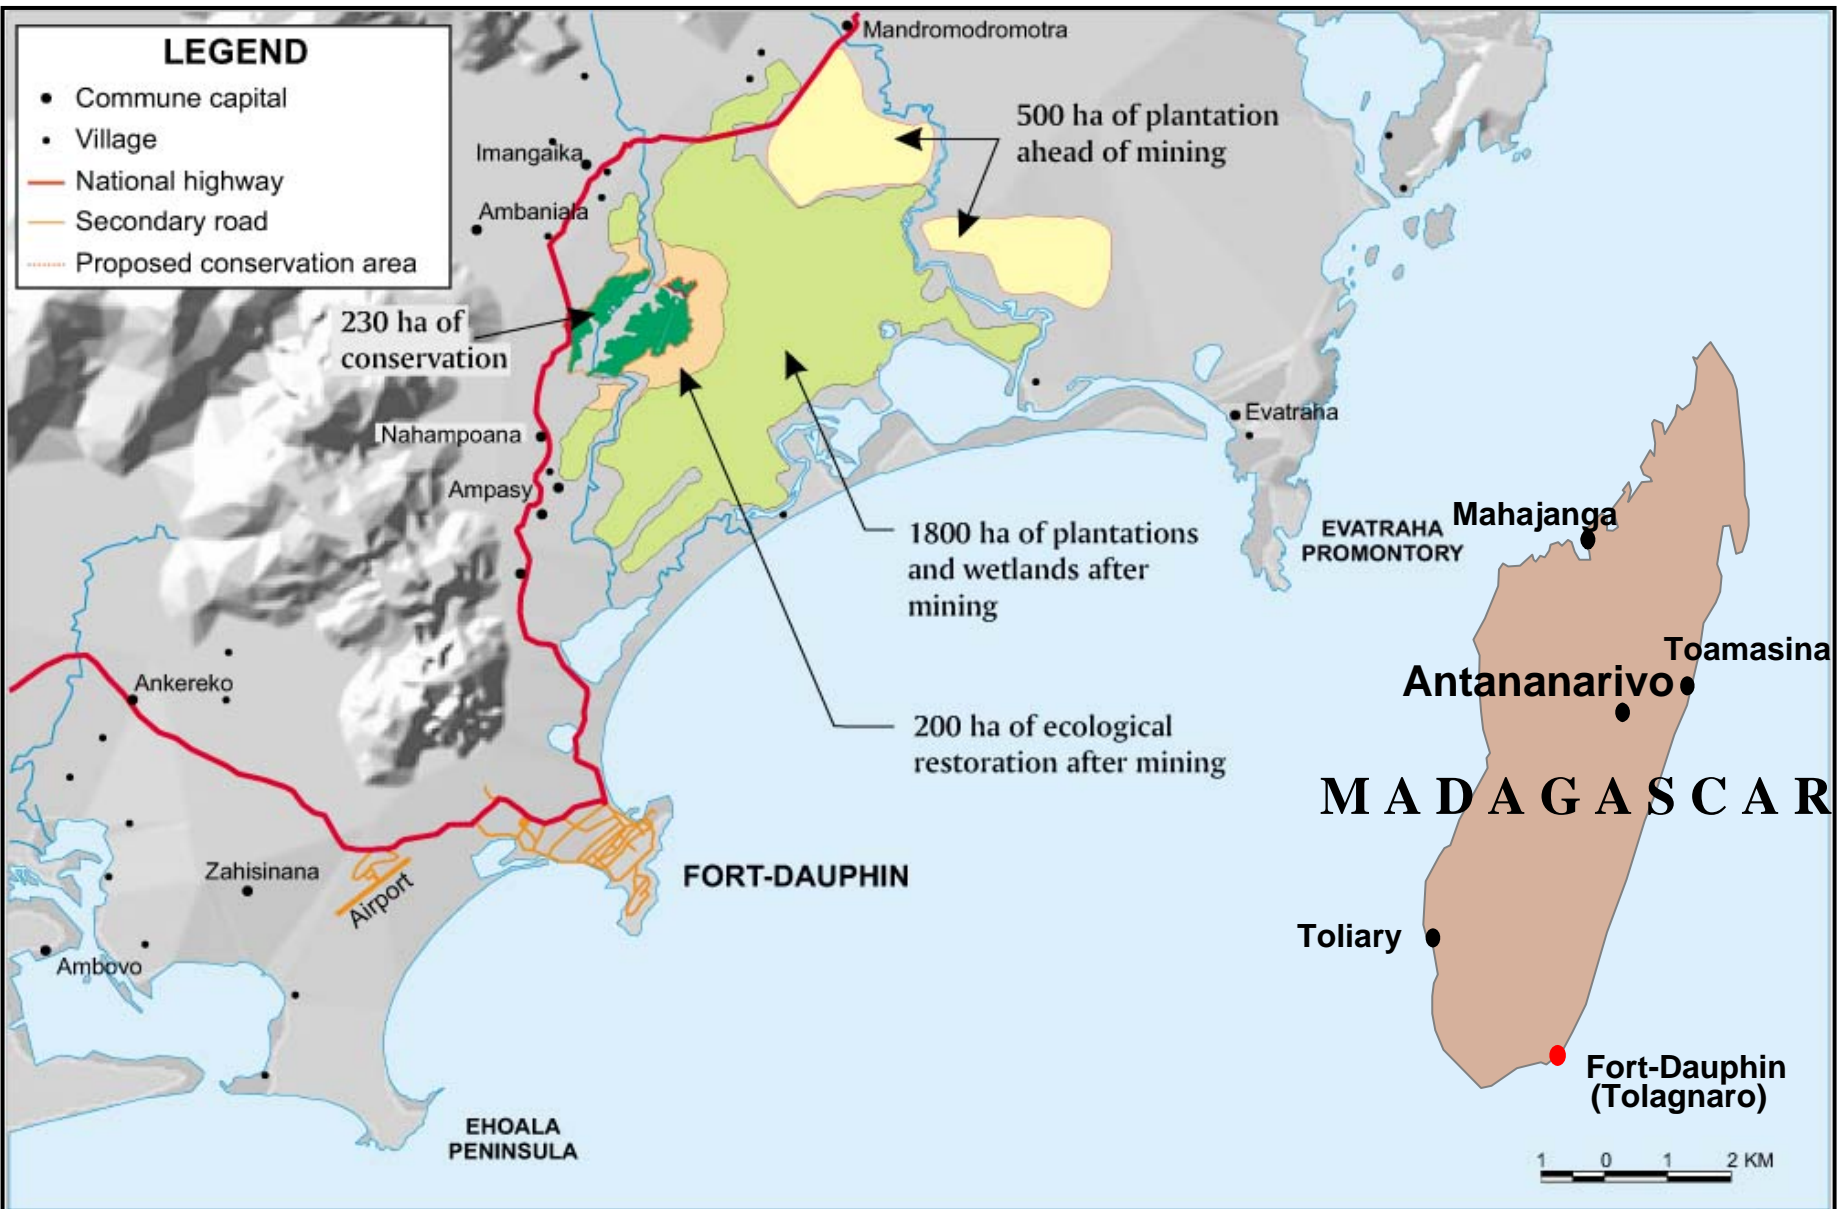 LEGEND
Commune capital
Village
National highway
Secondary road
Proposed conservation area
Mandromodromotra
Imangaika
Ambaniala
500 ha of plantation
ahead of mining
230 ha of
conservation
Nahampoana
Ampasy
Evatraha
EVATRAHA
PROMONTORY
1800 ha of plantations
and wetlands after
mining
200 ha of ecological
restoration after mining
Ankereko
Zahisinana
Airport
FORT-DAUPHIN
Ambovo
EHOALA
PENINSULA
Mahajanga
Toamasina
Antananarivo
MADAGASCAR
Toliary
Fort-Dauphin
(Tolagnaro)
1 0 1 2 KM